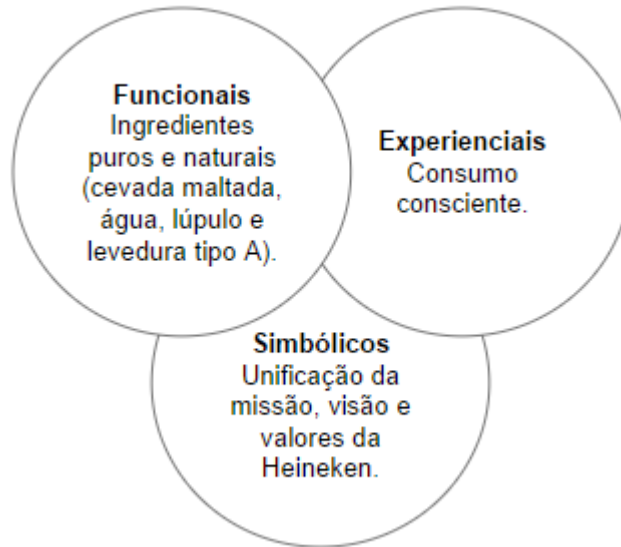 Funcionais
Ingredientes
puros e naturais
(cevada maltada,
água, lúpulo e
levedura tipo A).
Experienciais
Consumo
consciente.
Simbólicos
Unificação da
missão, visão e
valores da
Heineken.